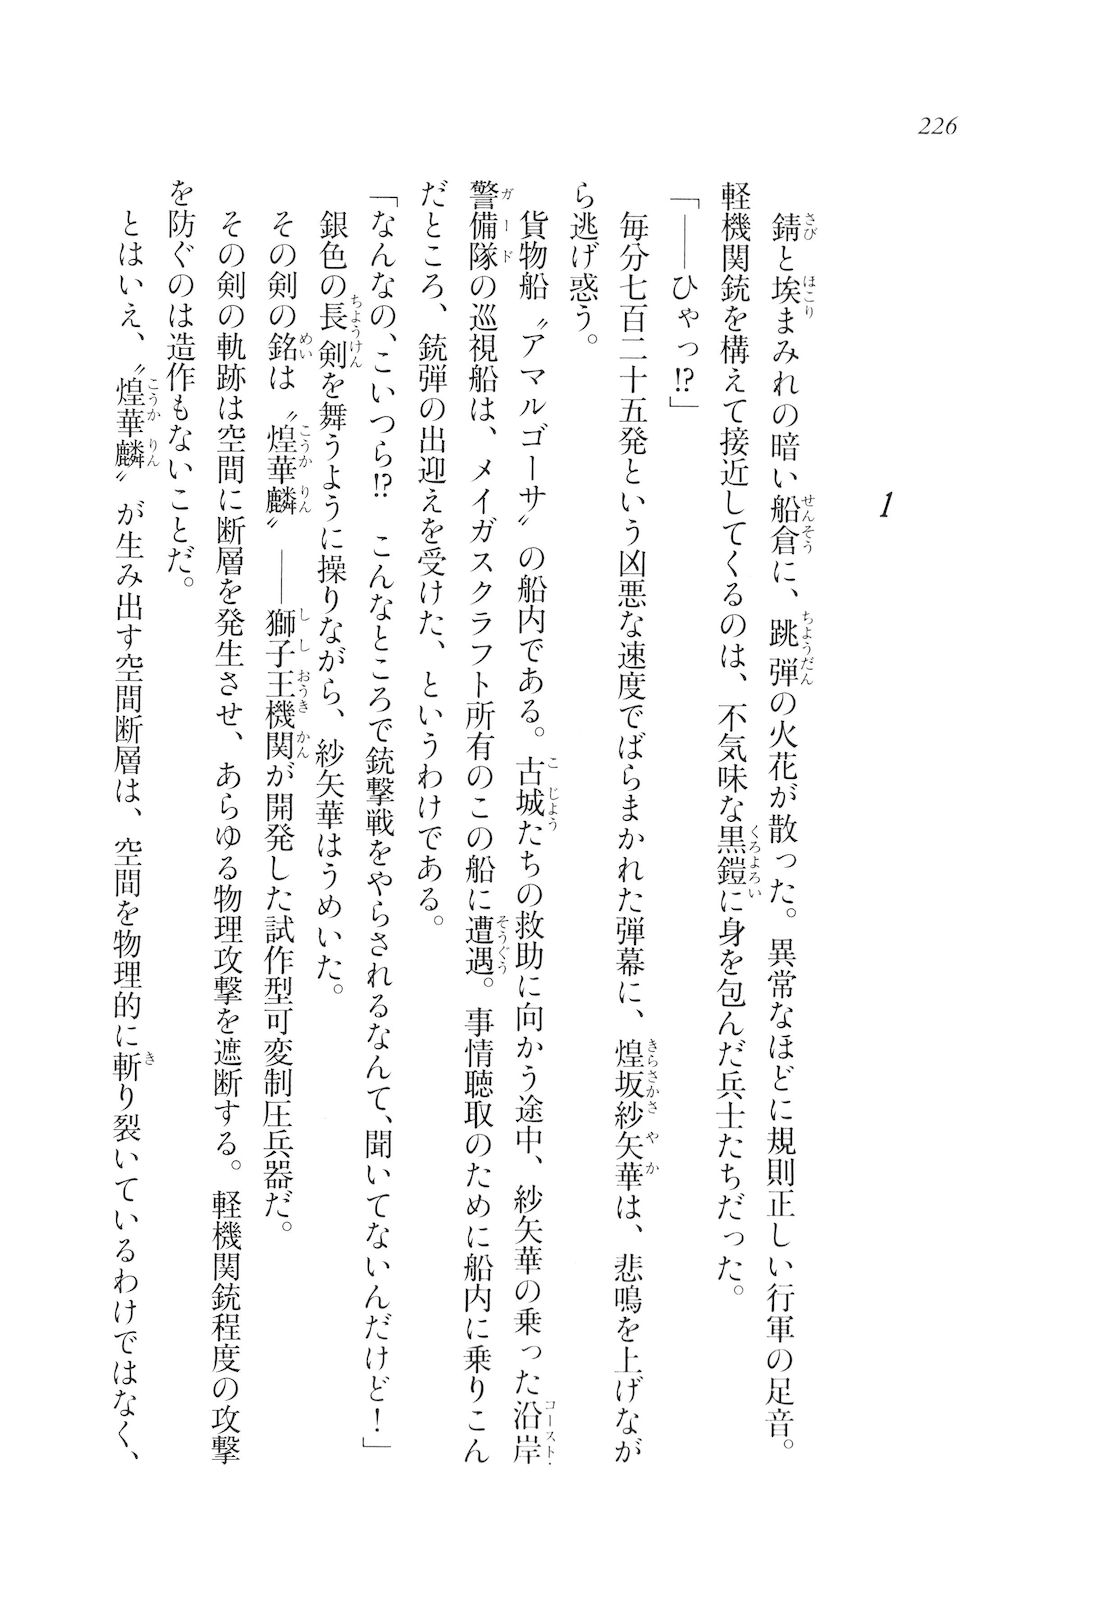 226
1
　錆と埃まみれの暗い船倉に、跳弾の火花が散った。異常なほどに規則正しい行軍の足音。
軽機関銃を構えて接近してくるのは、不気味な黒鎧に身を包んだ兵士たちだった。
「――ひゃっ!?」
　毎分七百二十五発という凶悪な速度でばらまかれた弾幕に、煌坂紗矢華は、悲鳴を上げなが
ら逃げ惑う。
　貨物船〝アマルゴーサ〟の船内である。古城たちの救助に向かう途中、紗矢華の乗った沿岸
警備隊の巡視船は、メイガスクラフト所有のこの船に遭遇。事情聴取のために船内に乗りこん
だところ、銃弾の出迎えを受けた、というわけである。
「なんなの、こいつら!?　こんなところで銃撃戦をやらされるなんて、聞いてないんだけど！」
　銀色の長剣を舞うように操りながら、紗矢華はうめいた。
　その剣の銘は〝煌華麟〟――獅子王機関が開発した試作型可変制圧兵器だ。
　その剣の軌跡は空間に断層を発生させ、あらゆる物理攻撃を遮断する。軽機関銃程度の攻撃
を防ぐのは造作もないことだ。
　とはいえ、〝煌華麟〟が生み出す空間断層は、空間を物理的に斬り裂いているわけではなく、